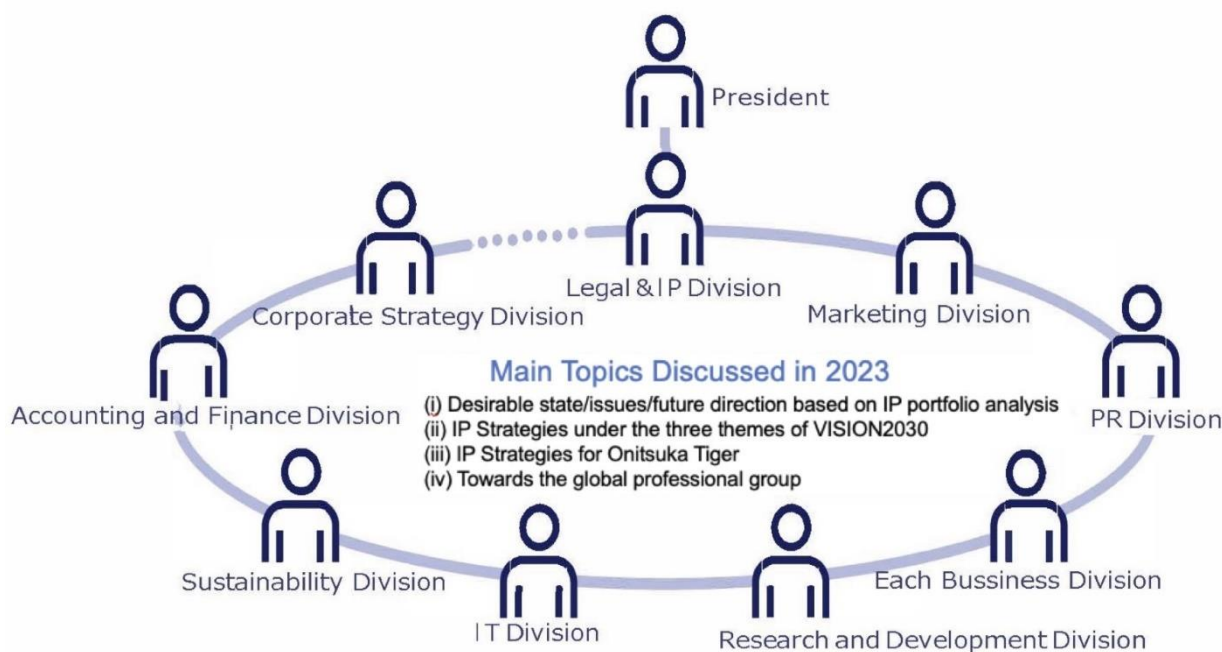 President
Legal & IP Division
Corporate Strategy Division
Marketing Division
Accounting and Finance Division
PR Division
Main Topics Discussed in 2023
(i) Desirable state/issues/future direction based on IP portfolio analysis
(ii) IP Strategies under the three themes of VISION2030
(iii) IP Strategies for Onitsuka Tiger
(iv) Towards the global professional group
Sustainability Division
Each Bussiness Division
IT Division
Research and Development Division